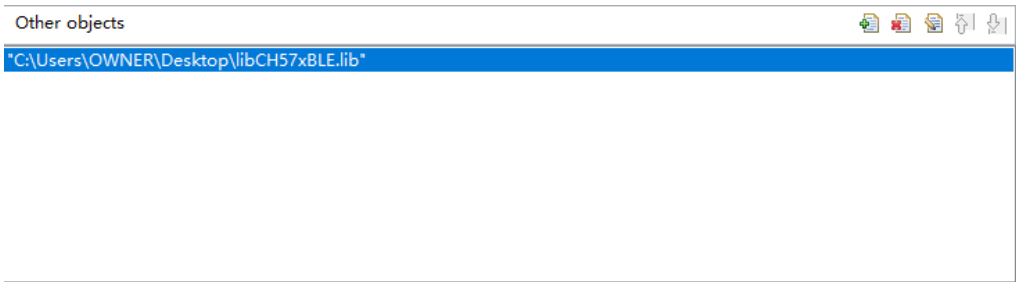 Other objects
"C:\Users\OWNER\Desktop\libCH57xBLE.lib"